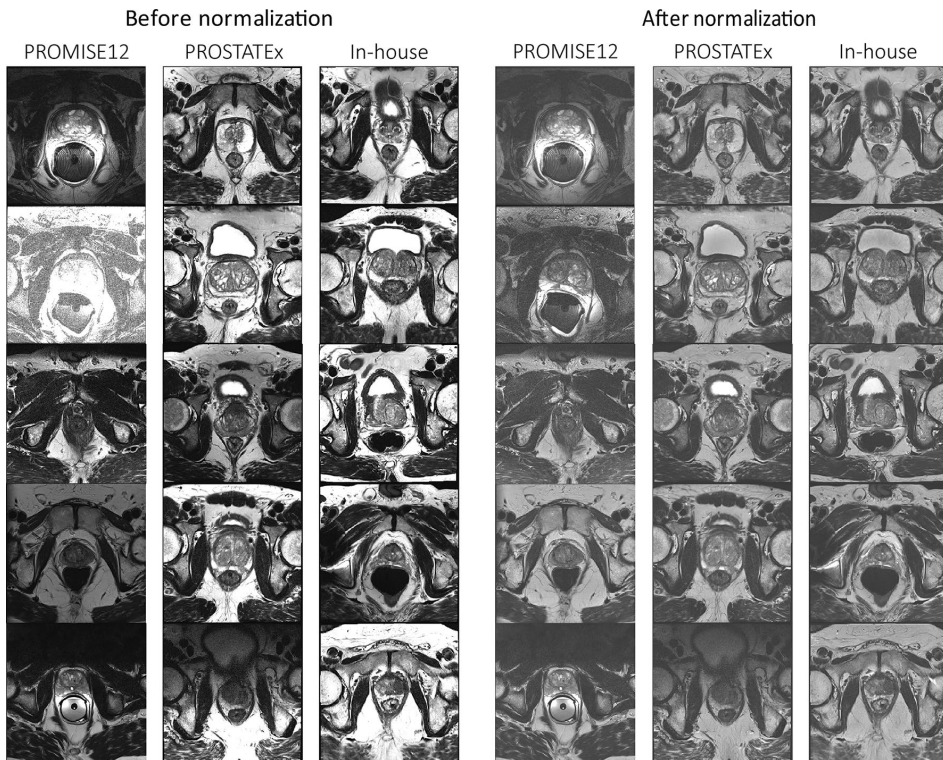 Before normalization After normalization
PROMISE12 PROSTATEx In-house PROMISE12 PROSTATEx In-house